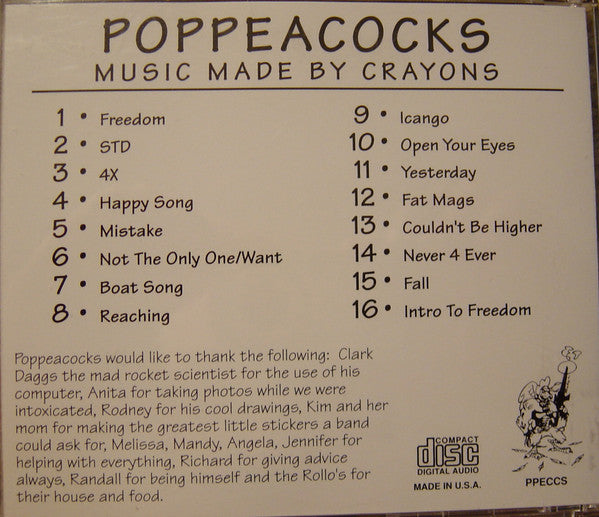 POPPEACOCKS
MUSIC MADE BY CRAYONS
1 • Freedom
2 • STD
3 • 4X
4 • Happy Song
5 • Mistake
6 • Not The Only One/Want
7 • Boat Song
8 • Reaching
9 • Icango
10 • Open Your Eyes
11 • Yesterday
12 • Fat Mags
13 • Couldn't Be Higher
14 • Never 4 Ever
15 • Fall
16 • Intro To Freedom
Poppeacocks would like to thank the following: Clark
Daggs the mad rocket scientist for the use of his
computer, Anita for taking photos while we were
intoxicated, Rodney for his cool drawings, Kim and her
mom for making the greatest little stickers a band
could ask for, Melissa, Mandy, Angela, Jennifer for
helping with everything, Richard for giving advice
always, Randall for being himself and the Rollo's for
their house and food.
COMPACT
disc
DIGITAL AUDIO
MADE IN U.S.A.
PPECCS